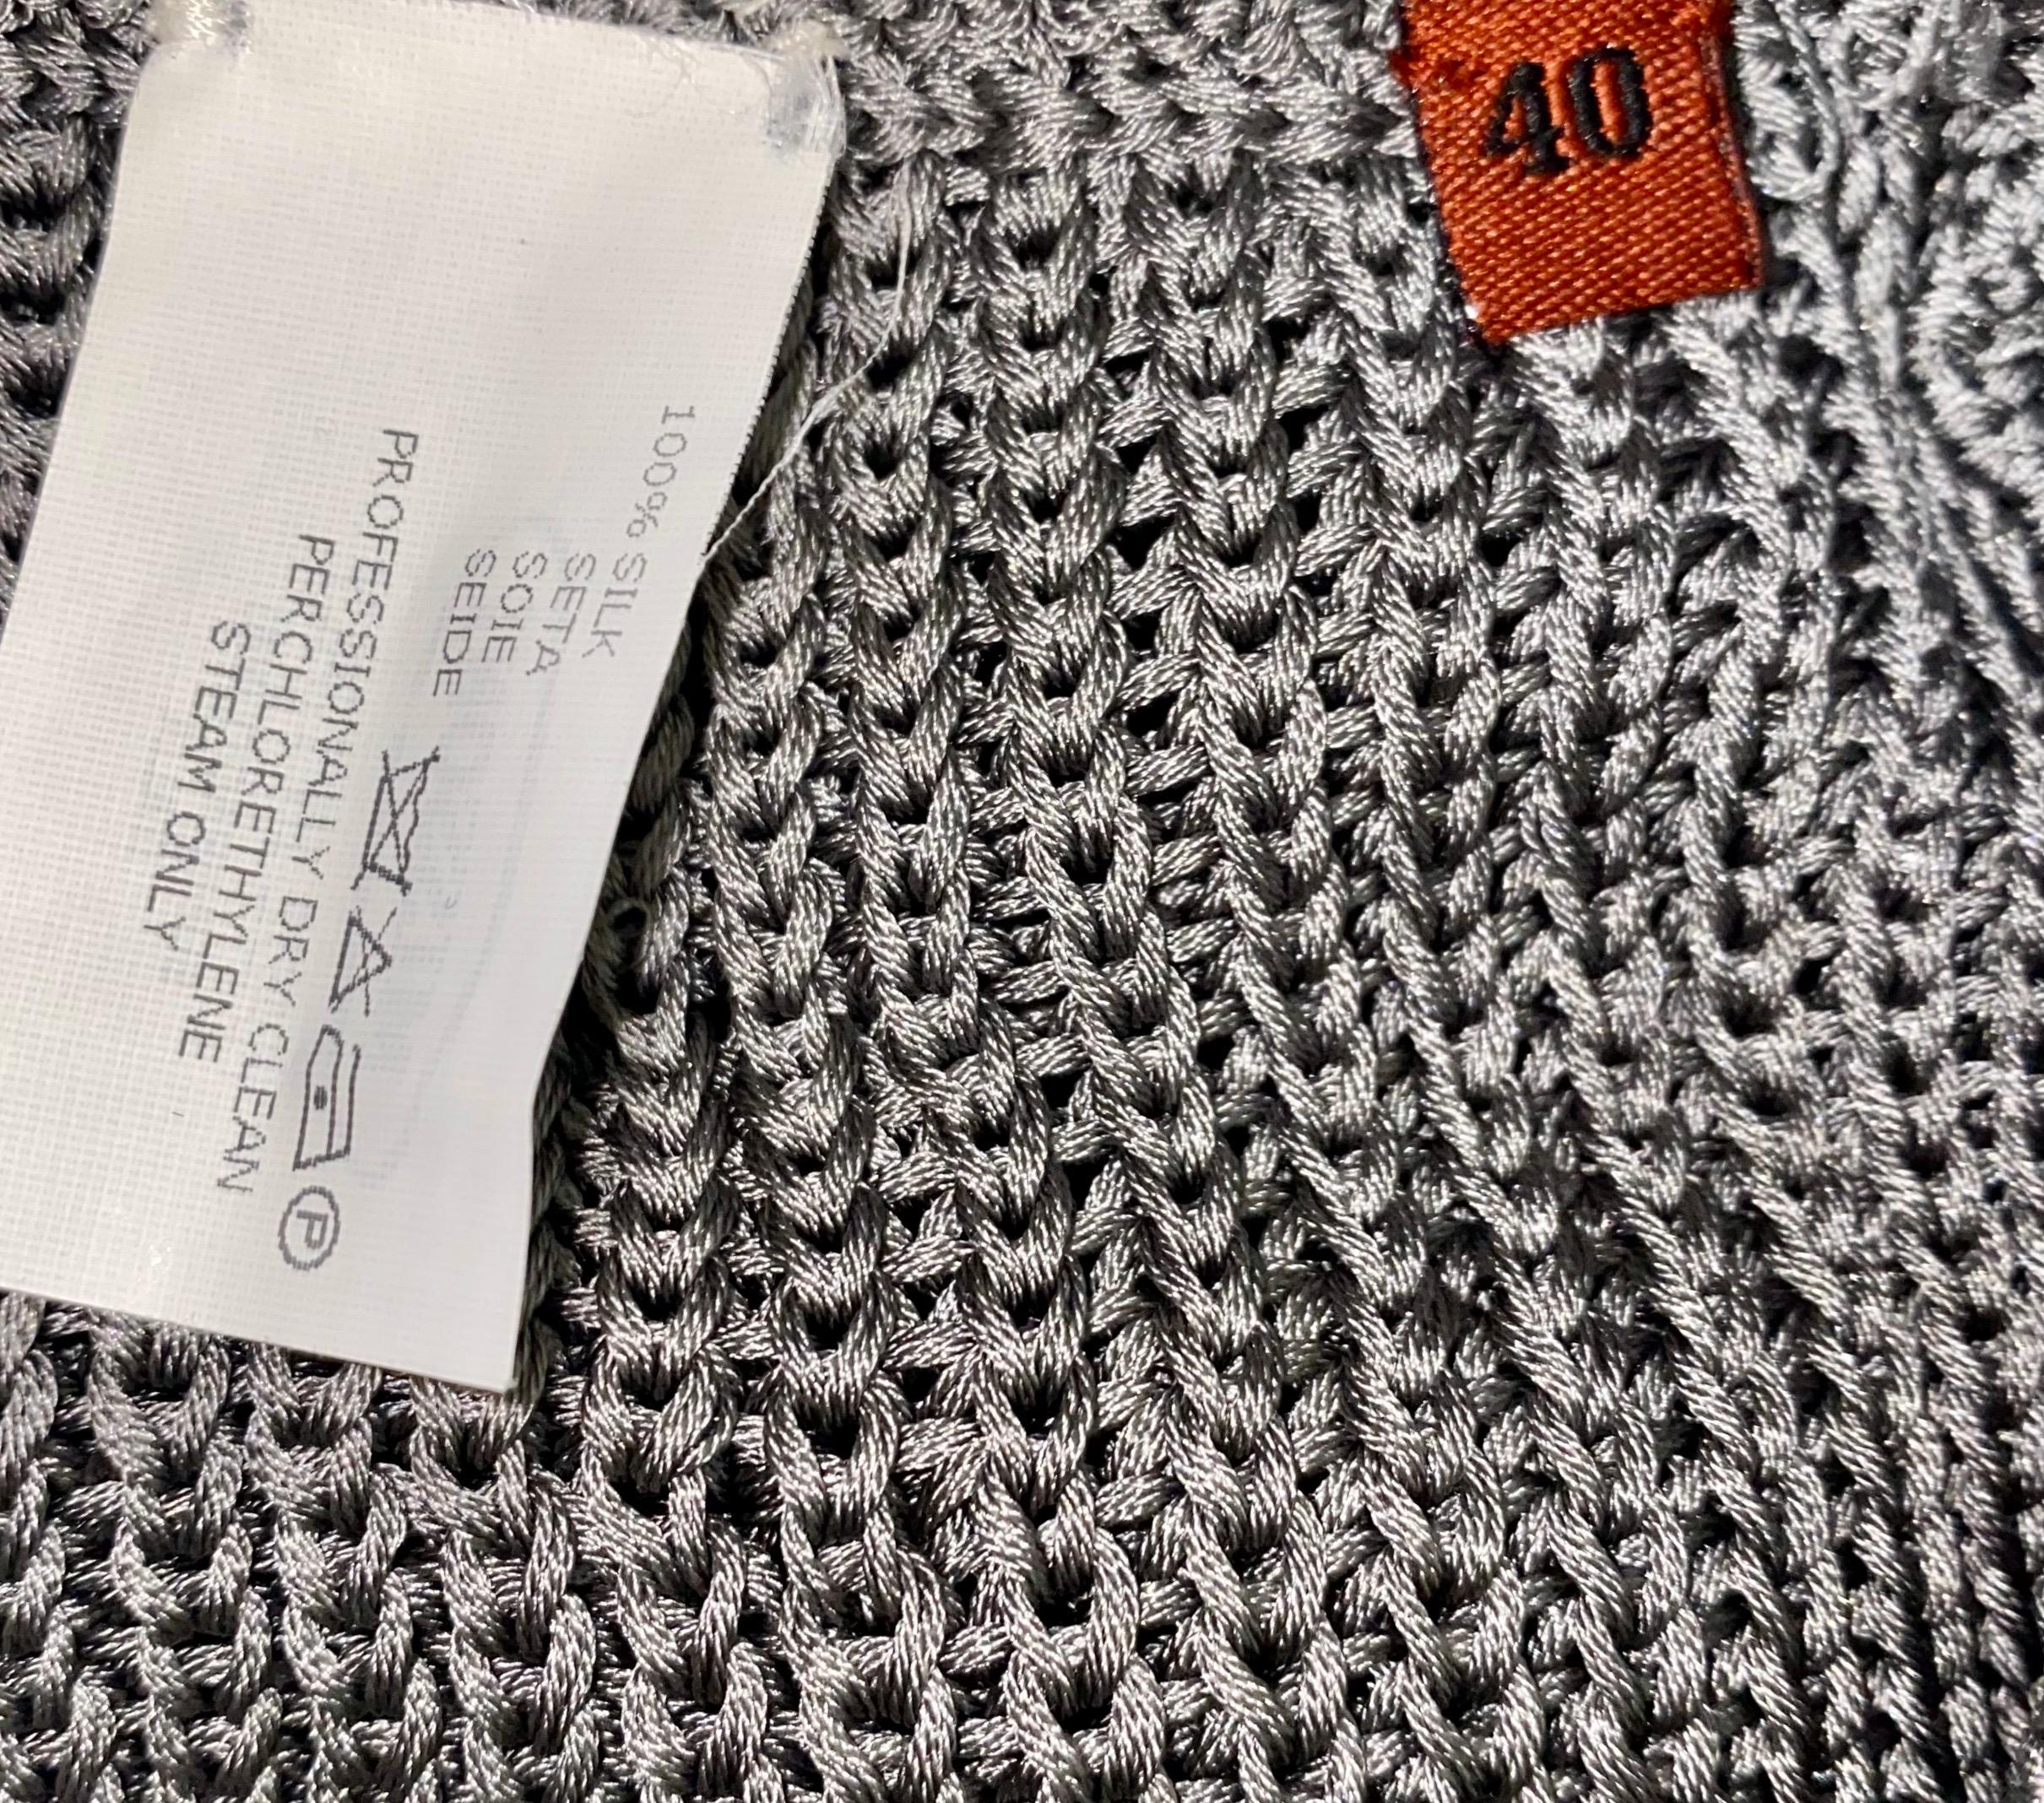 40
100% SILK
SETA
SOIE
SEIDE
P
PROFESSIONALLY DRY CLEAN
PERCHLORETHYLENE
STEAM ONLY